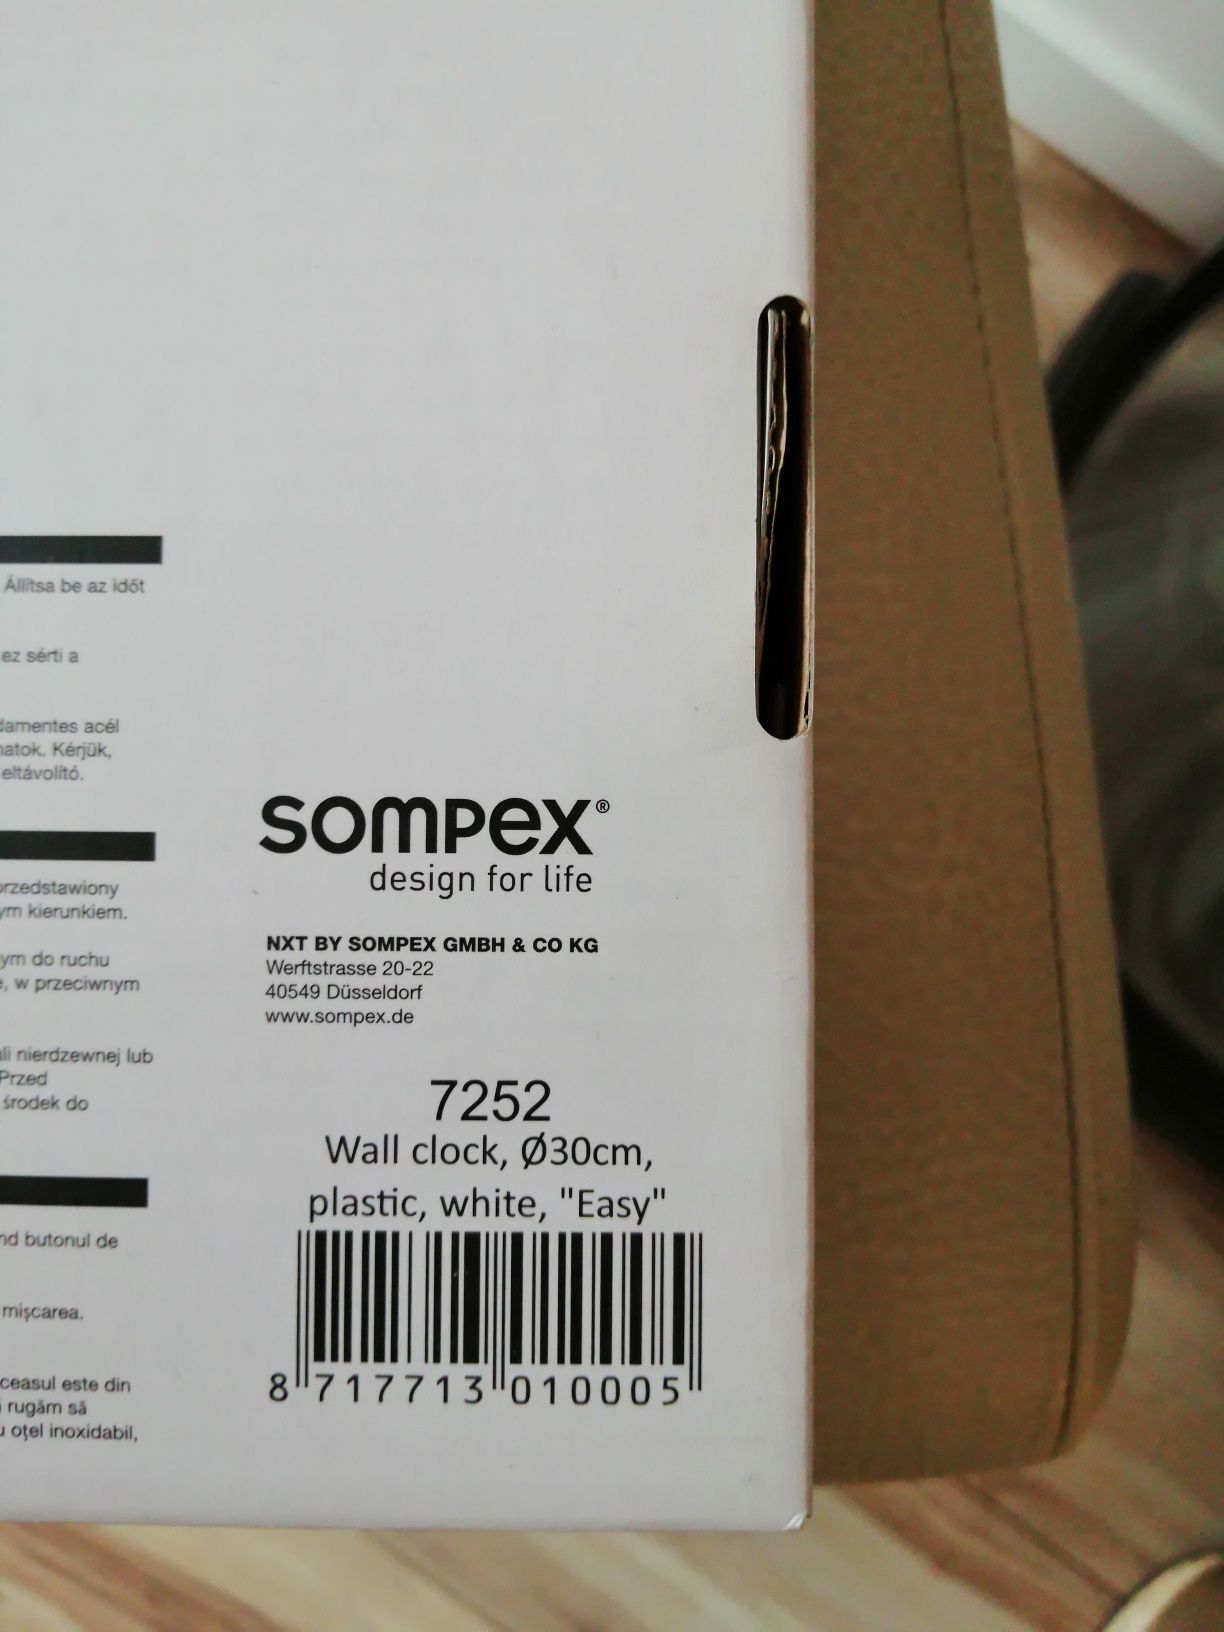 Állítsa be az időt
ez sérti a
damentes acél
natok. Kérjük,
eltávolító.
przedstawiony
ym kierunkiem.
ym do ruchu
e, w przeciwnym
ali nierdzewnej lub
Przed
środek do
nd butonul de
mișcarea.
ceasul este din
ă rugăm să
u oțel inoxidabil,
sompex®
design for life
NXT BY SOMPEX GMBH & CO KG
Werftstrasse 20-22
40549 Düsseldorf
www.sompex.de
7252
Wall clock, Ø30cm,
plastic, white, "Easy"
8 717713 010005